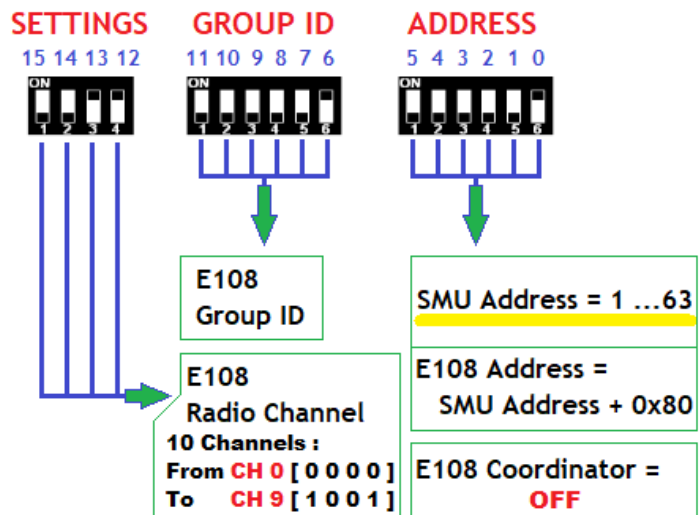 SETTINGS GROUP ID ADDRESS
15 14 13 12 11 10 9 8 7 6 5 4 3 2 1 0
ON ON ON
1 2 3 4 1 2 3 4 5 6 1 2 3 4 5 6
E108
Group ID
SMU Address = 1 ...63
E108
Radio Channel
10 Channels :
From CH 0 [ 0 0 0 0 ]
To CH 9 [ 1 0 0 1 ]
E108 Address =
SMU Address + 0x80
E108 Coordinator =
OFF